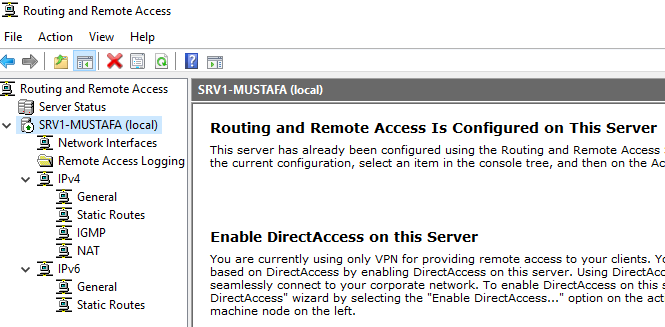 Routing and Remote Access
File Action View Help
Routing and Remote Access
Server Status
SRV1-MUSTAFA (local)
Network Interfaces
Remote Access Logging
IPv4
General
Static Routes
IGMP
NAT
IPv6
General
Static Routes
SRV1-MUSTAFA (local)
Routing and Remote Access Is Configured on This Server
This server has already been configured using the Routing and Remote Access
the current configuration, select an item in the console tree, and then on the Ac
Enable DirectAccess on this Server
You are currently using only VPN for providing remote access to your clients. Yo
based on DirectAccess by enabling DirectAccess on this server. Using DirectAcc
seamlessly connect to your corporate network. To enable DirectAccess on this s
DirectAccess" wizard by selecting the "Enable DirectAccess..." option on the act
machine node on the left.